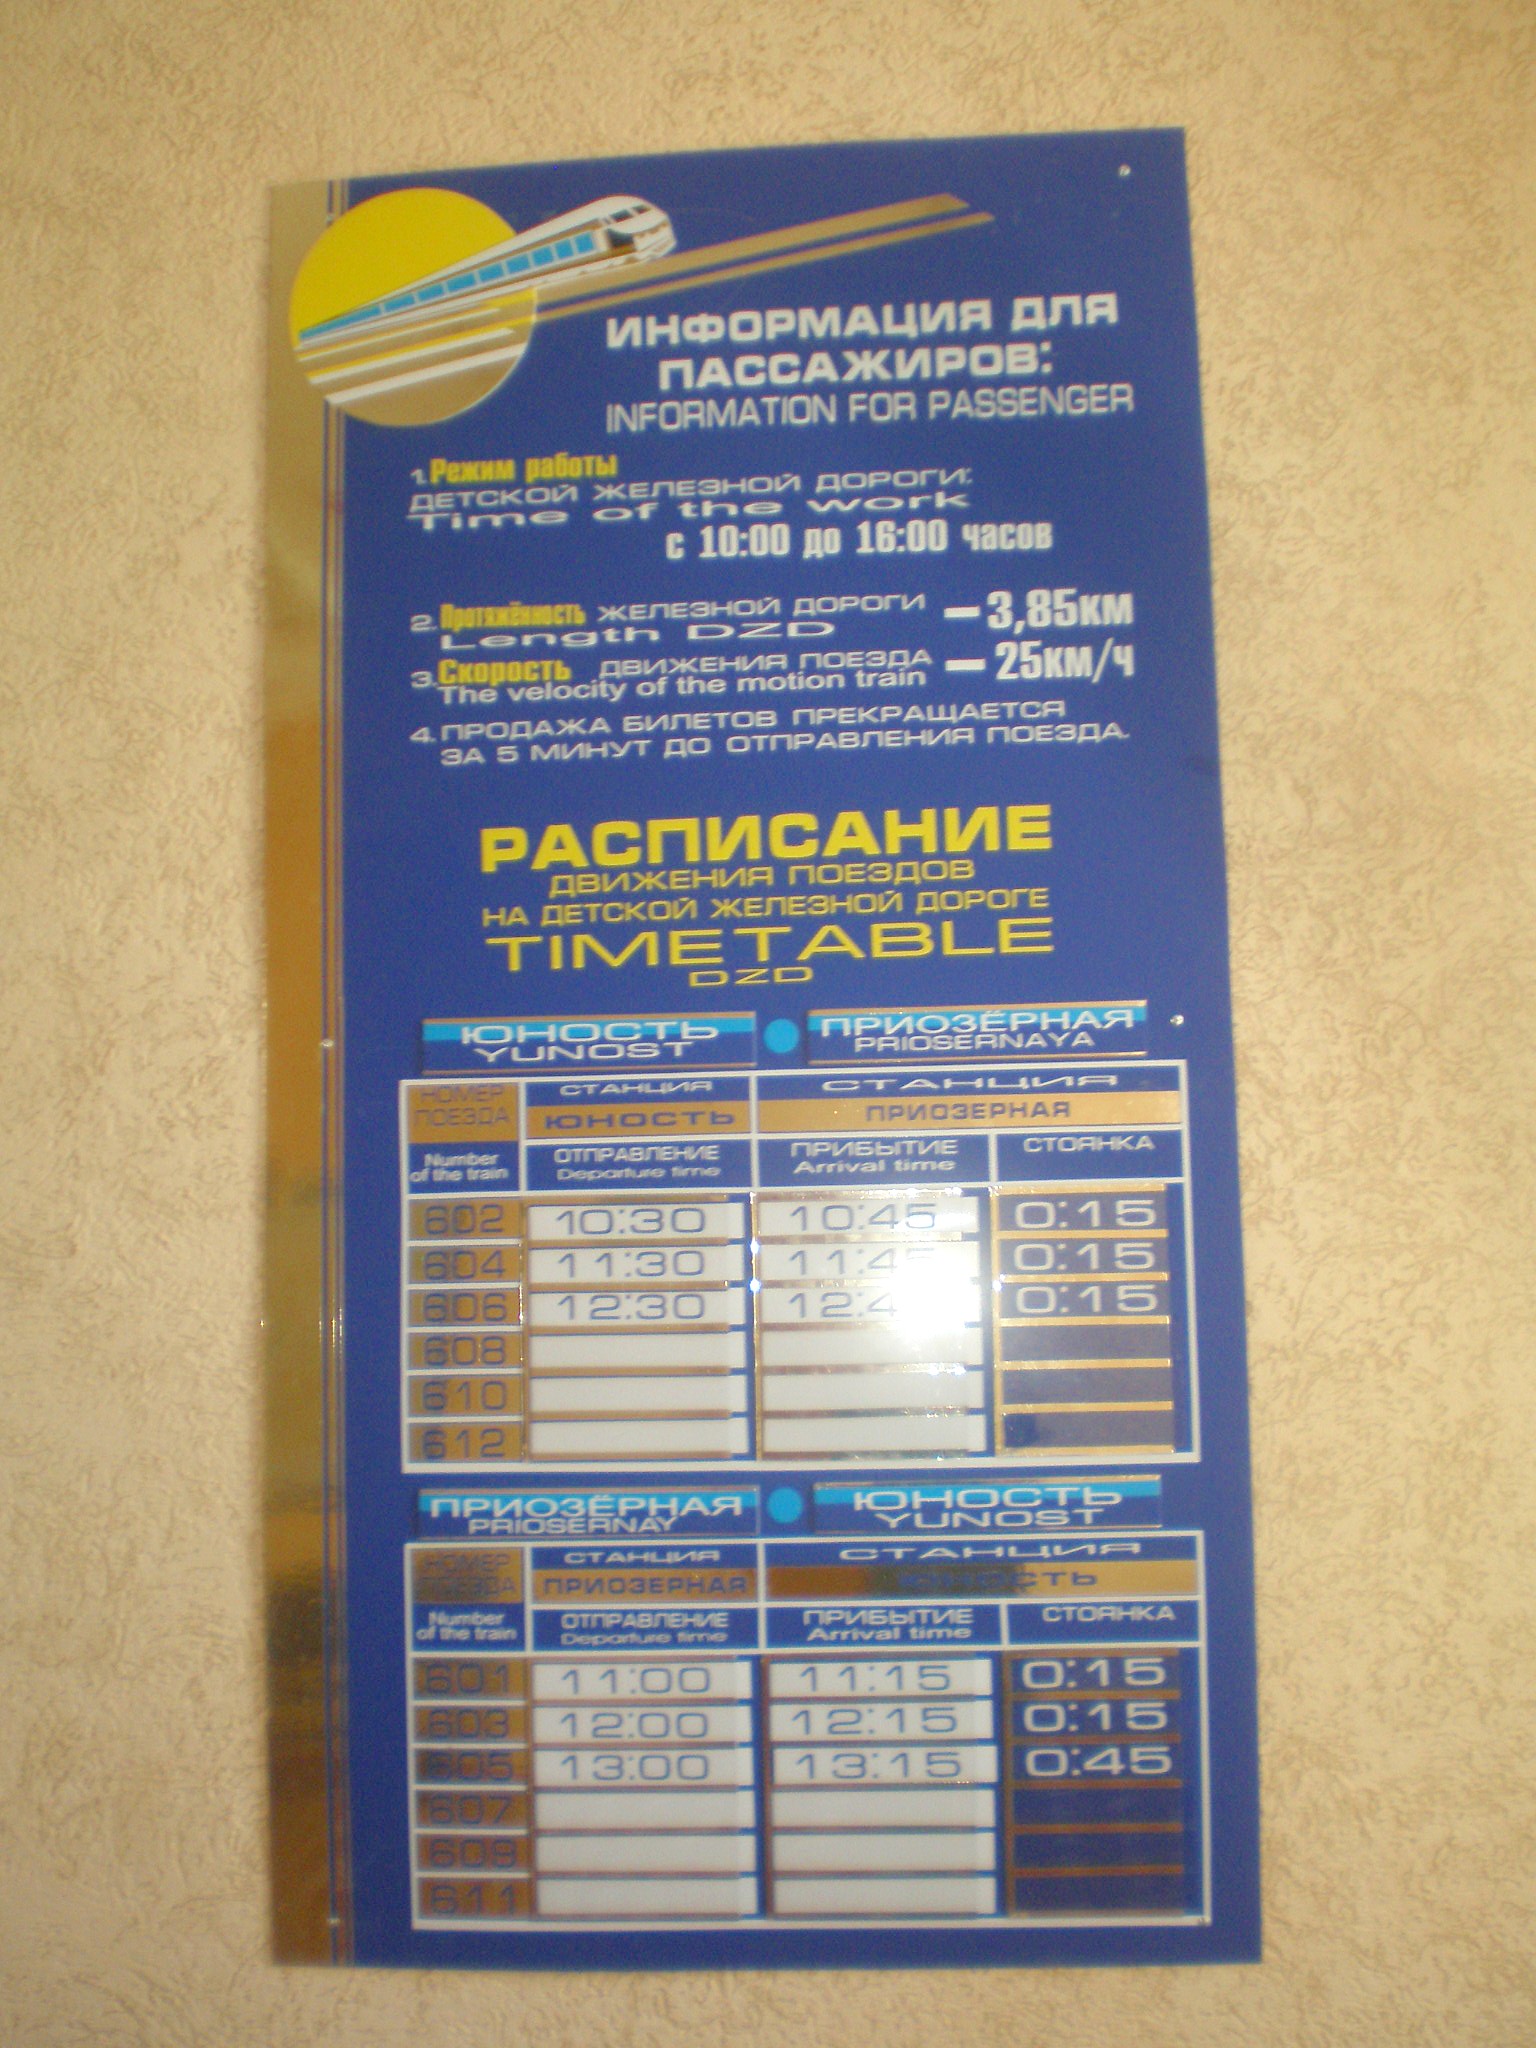 ИНФОРМАЦИЯ ДЛЯ
ПАССАЖИРОВ:
INFORMATION FOR PASSENGER
1. Режим работы
ДЕТСКОЙ ЖЕЛЕЗНОЙ ДОРОГИ:
Time of the work
с 10:00 до 16:00 часов
2. Протяжённость ЖЕЛЕЗНОЙ ДОРОГИ — 3,85КМ
Length DZD
3. Скорость ДВИЖЕНИЯ ПОЕЗДА — 25КМ/Ч
The velocity of the motion train
4. ПРОДАЖА БИЛЕТОВ ПРЕКРАЩАЕТСЯ
ЗА 5 МИНУТ ДО ОТПРАВЛЕНИЯ ПОЕЗДА.
РАСПИСАНИЕ
ДВИЖЕНИЯ ПОЕЗДОВ
НА ДЕТСКОЙ ЖЕЛЕЗНОЙ ДОРОГЕ
TIMETABLE
DZD
ЮНОСТЬ ПРИОЗЁРНАЯ
YUNOST PRIOSERNAYA
НОМЕР СТАНЦИЯ СТАНЦИЯ
ПОЕЗДА ЮНОСТЬ ПРИОЗЕРНАЯ
Number ОТПРАВЛЕНИЕ ПРИБЫТИЕ СТОЯНКА
of the train Departure time Arrival time
602 10:30 10:45 0:15
604 11:30 11:45 0:15
606 12:30 12:4 0:15
608
610
612
ПРИОЗЁРНАЯ ЮНОСТЬ
PRIOSERNAY YUNOST
НОМЕР СТАНЦИЯ СТАНЦИЯ
ПОЕЗДА ПРИОЗЕРНАЯ ЮНОСТЬ
Number ОТПРАВЛЕНИЕ ПРИБЫТИЕ СТОЯНКА
of the train Departure time Arrival time
601 11:00 11:15 0:15
603 12:00 12:15 0:15
605 13:00 13:15 0:45
607
609
611